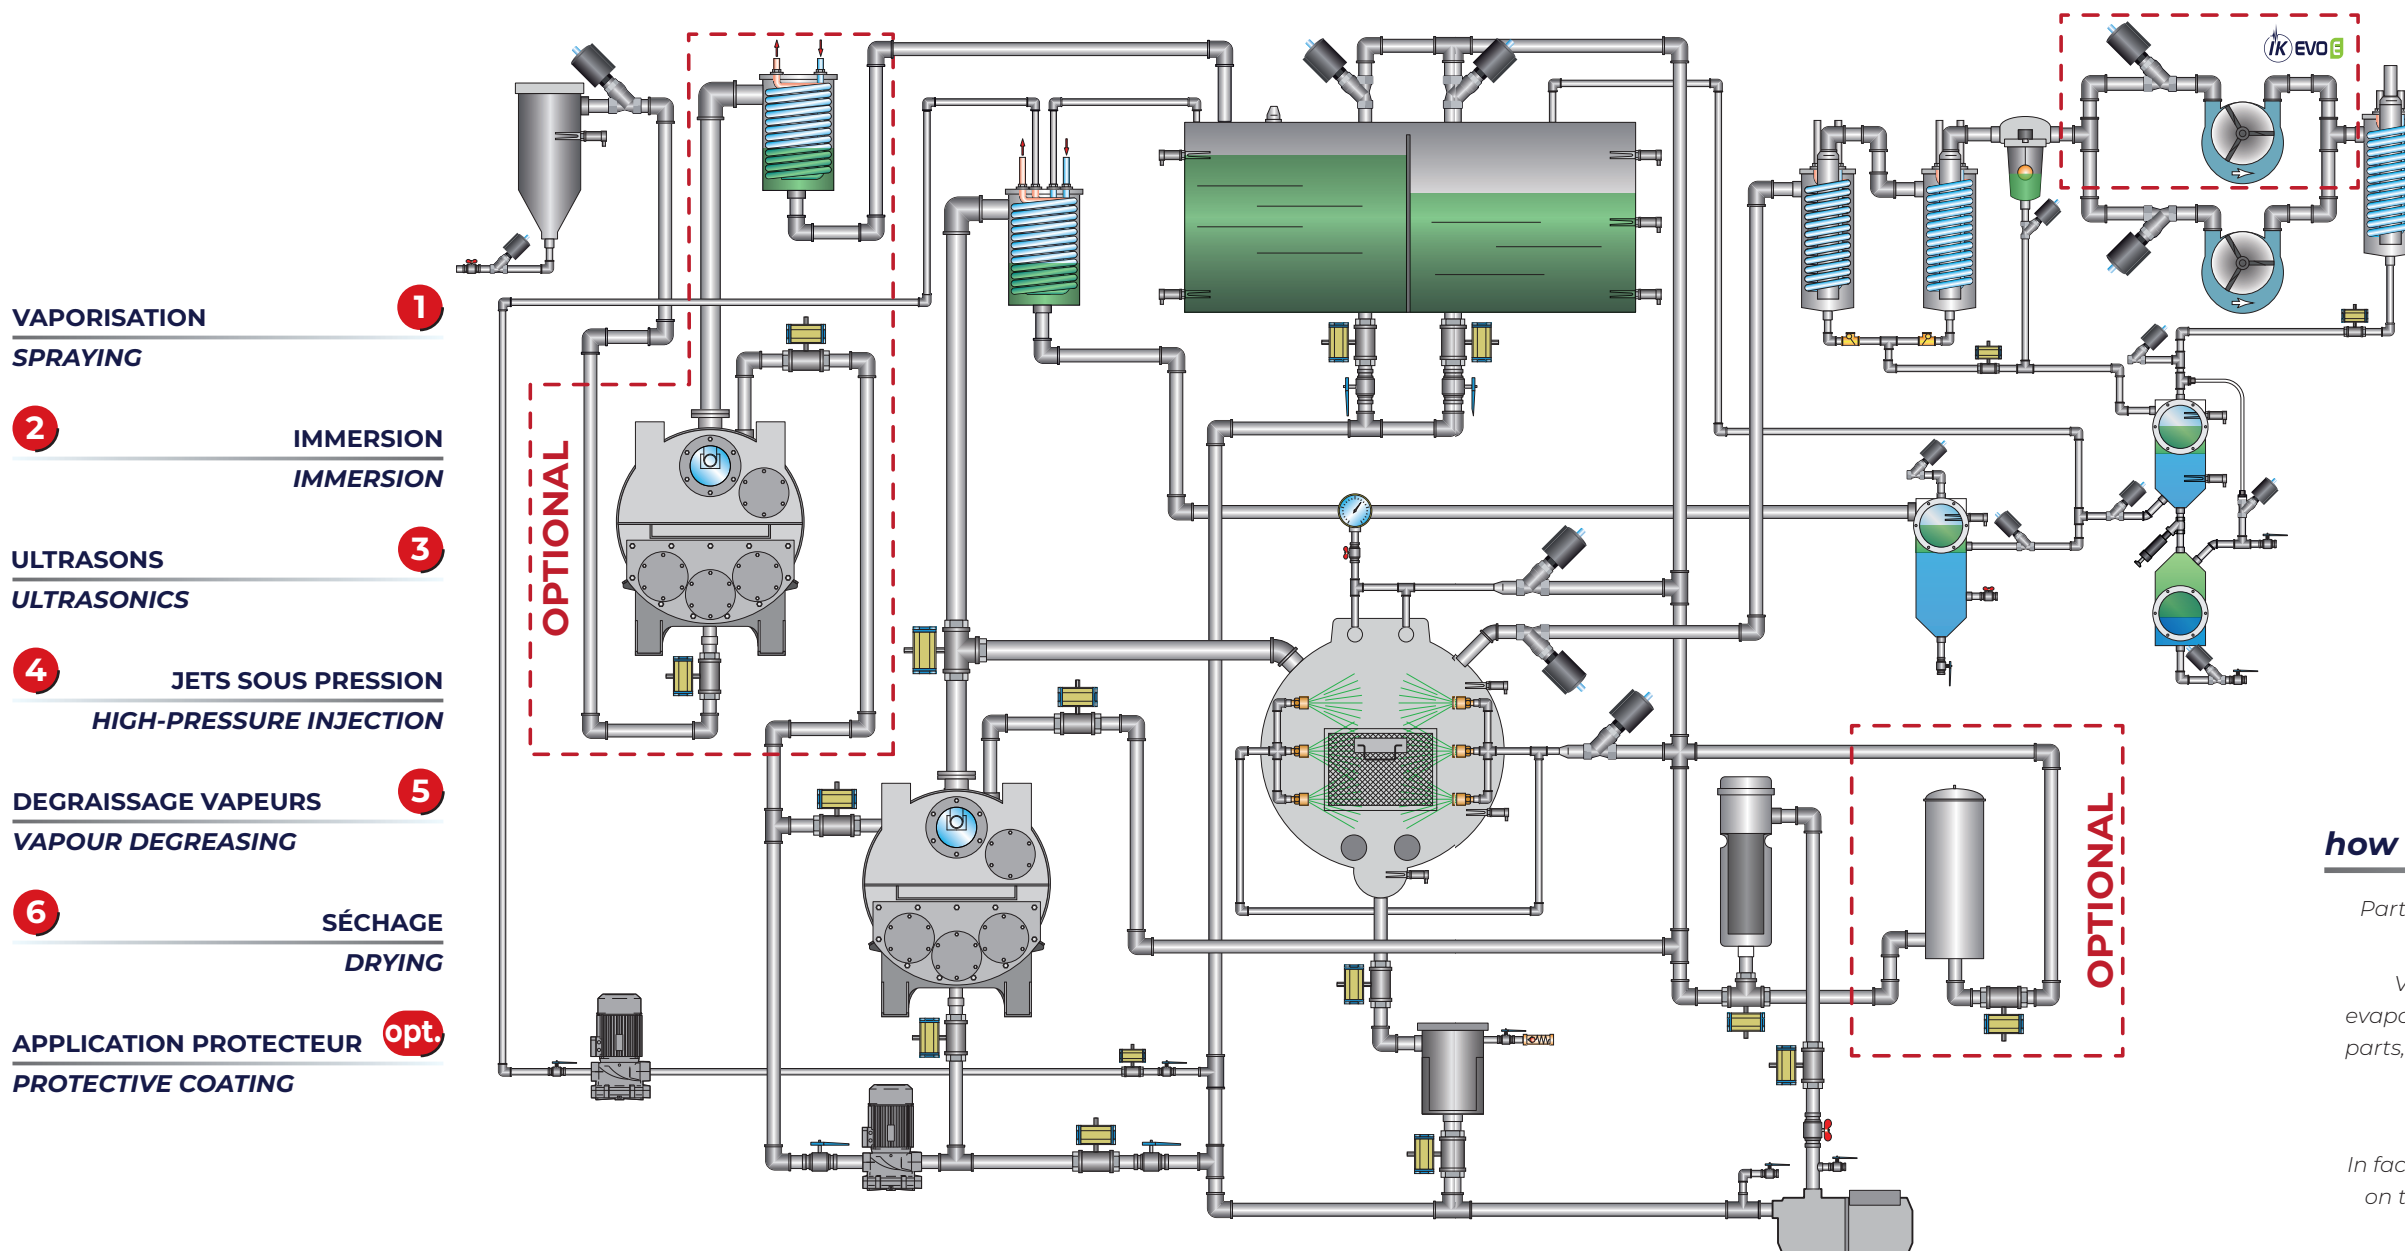 VAPORISATION
1
SPRAYING
2
IMMERSION
IMMERSION
ULTRASONS
3
ULTRASONICS
4
JETS SOUS PRESSION
HIGH-PRESSURE INJECTION
DEGRAISSAGE VAPEURS
5
VAPOUR DEGREASING
6
SÉCHAGE
DRYING
APPLICATION PROTECTEUR
opt.
PROTECTIVE COATING
OPTIONAL
iK EVO E
OPTIONAL
how
Part
V
evapo
parts,
In fac
on t